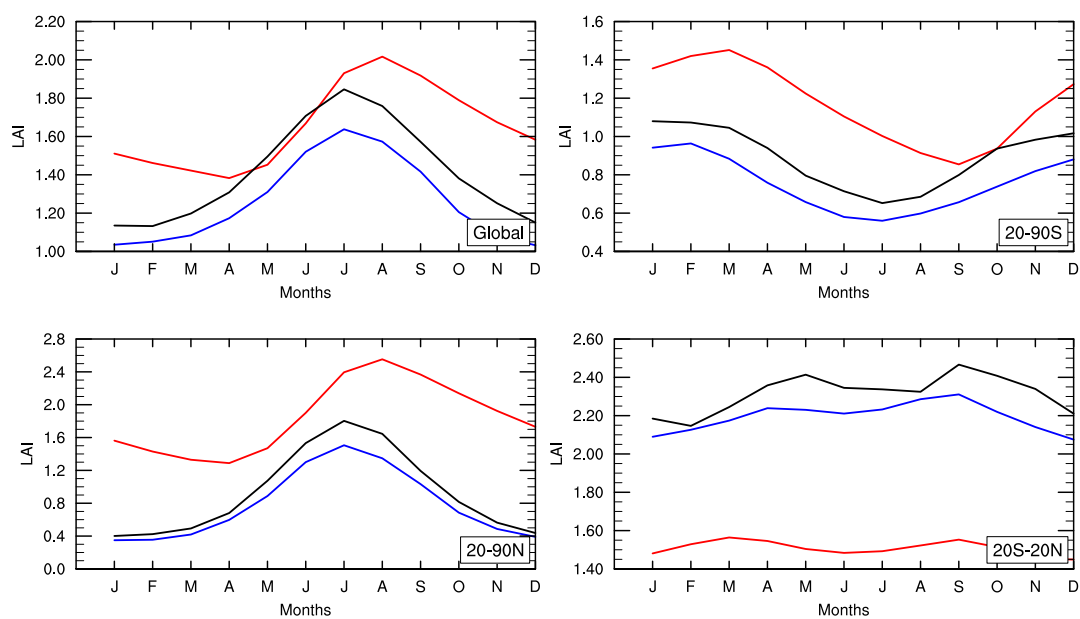 2.20
2.00
1.80
1.60
1.40
1.20
1.00
LAI
J F M A M J J A S O N D
Months
Global
1.6
1.4
1.2
1.0
0.8
0.6
0.4
LAI
J F M A M J J A S O N D
Months
20-90S
2.8
2.4
2.0
1.6
1.2
0.8
0.4
0.0
LAI
J F M A M J J A S O N D
Months
20-90N
2.60
2.40
2.20
2.00
1.80
1.60
1.40
LAI
J F M A M J J A S O N D
Months
20S-20N